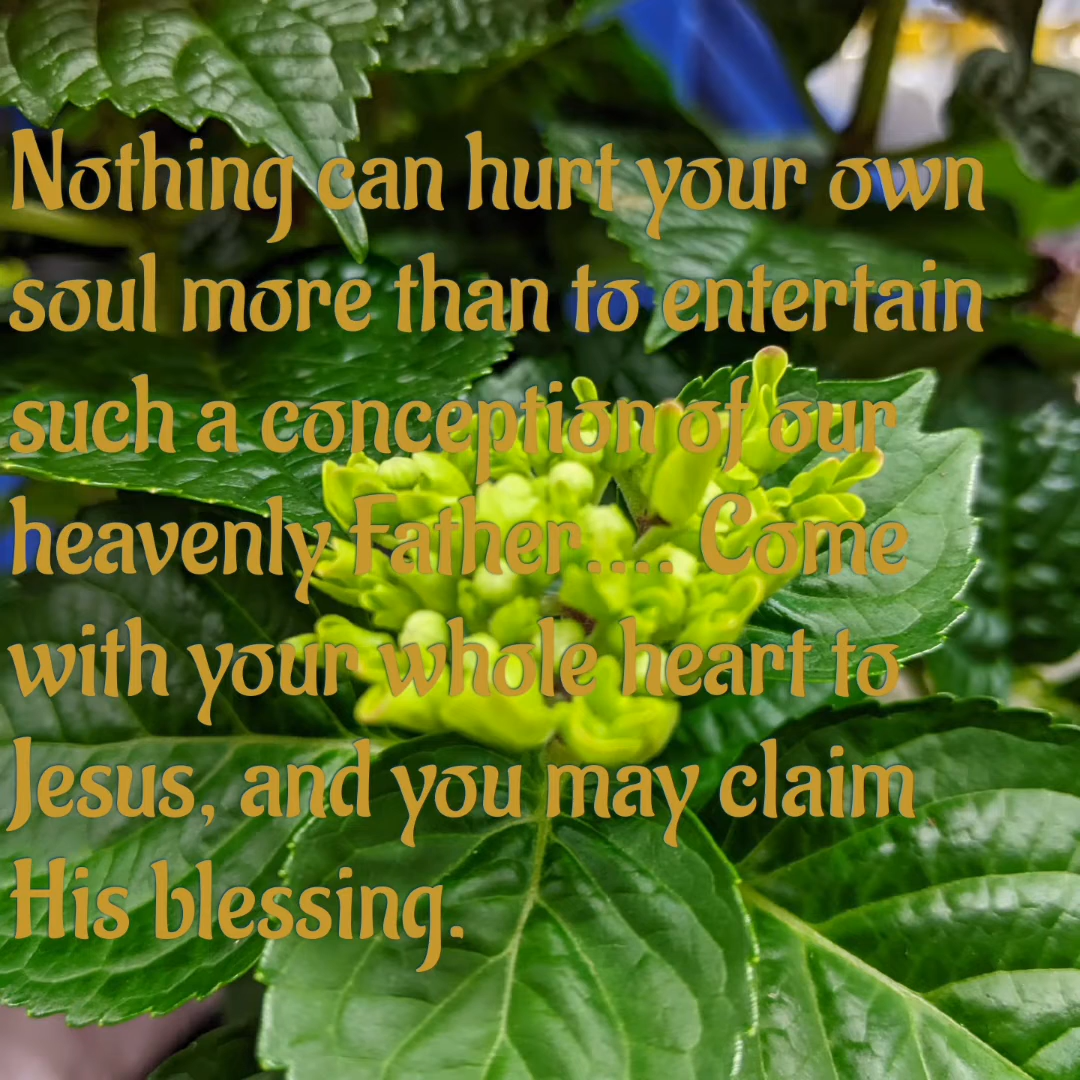 Nothing can hurt your own
soul more than to entertain
such a conception of our
heavenly Father.... Come
with your whole heart to
Jesus, and you may claim
His blessing.